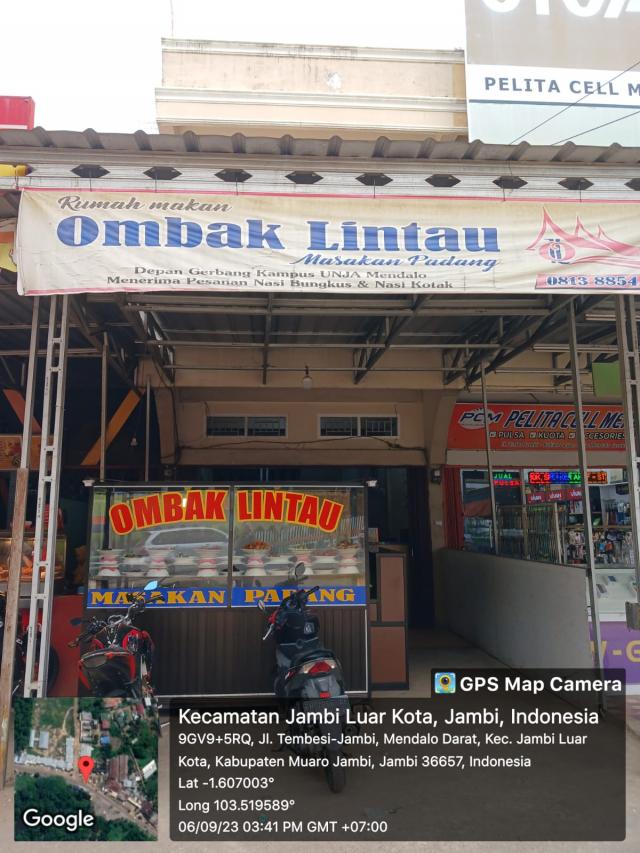 PELITA CELL M
Rumah makan
Ombak Lintau
Masakan Padang
Depan Gerbang Kampus UNJA Mendalo
Menerima Pesanan Nasi Bungkus & Nasi Kotak
0813 8854
PCM PELITA CELL ME
PULSA KUOTA ACCESORIES
JUAL
OMBAK LINTAU
MASAKAN PADANG
GPS Map Camera
Kecamatan Jambi Luar Kota, Jambi, Indonesia
9GV9+5RQ, Jl. Tembesi-Jambi, Mendalo Darat, Kec. Jambi Luar
Kota, Kabupaten Muaro Jambi, Jambi 36657, Indonesia
Lat -1.607003°
Long 103.519589°
06/09/23 03:41 PM GMT +07:00
Google